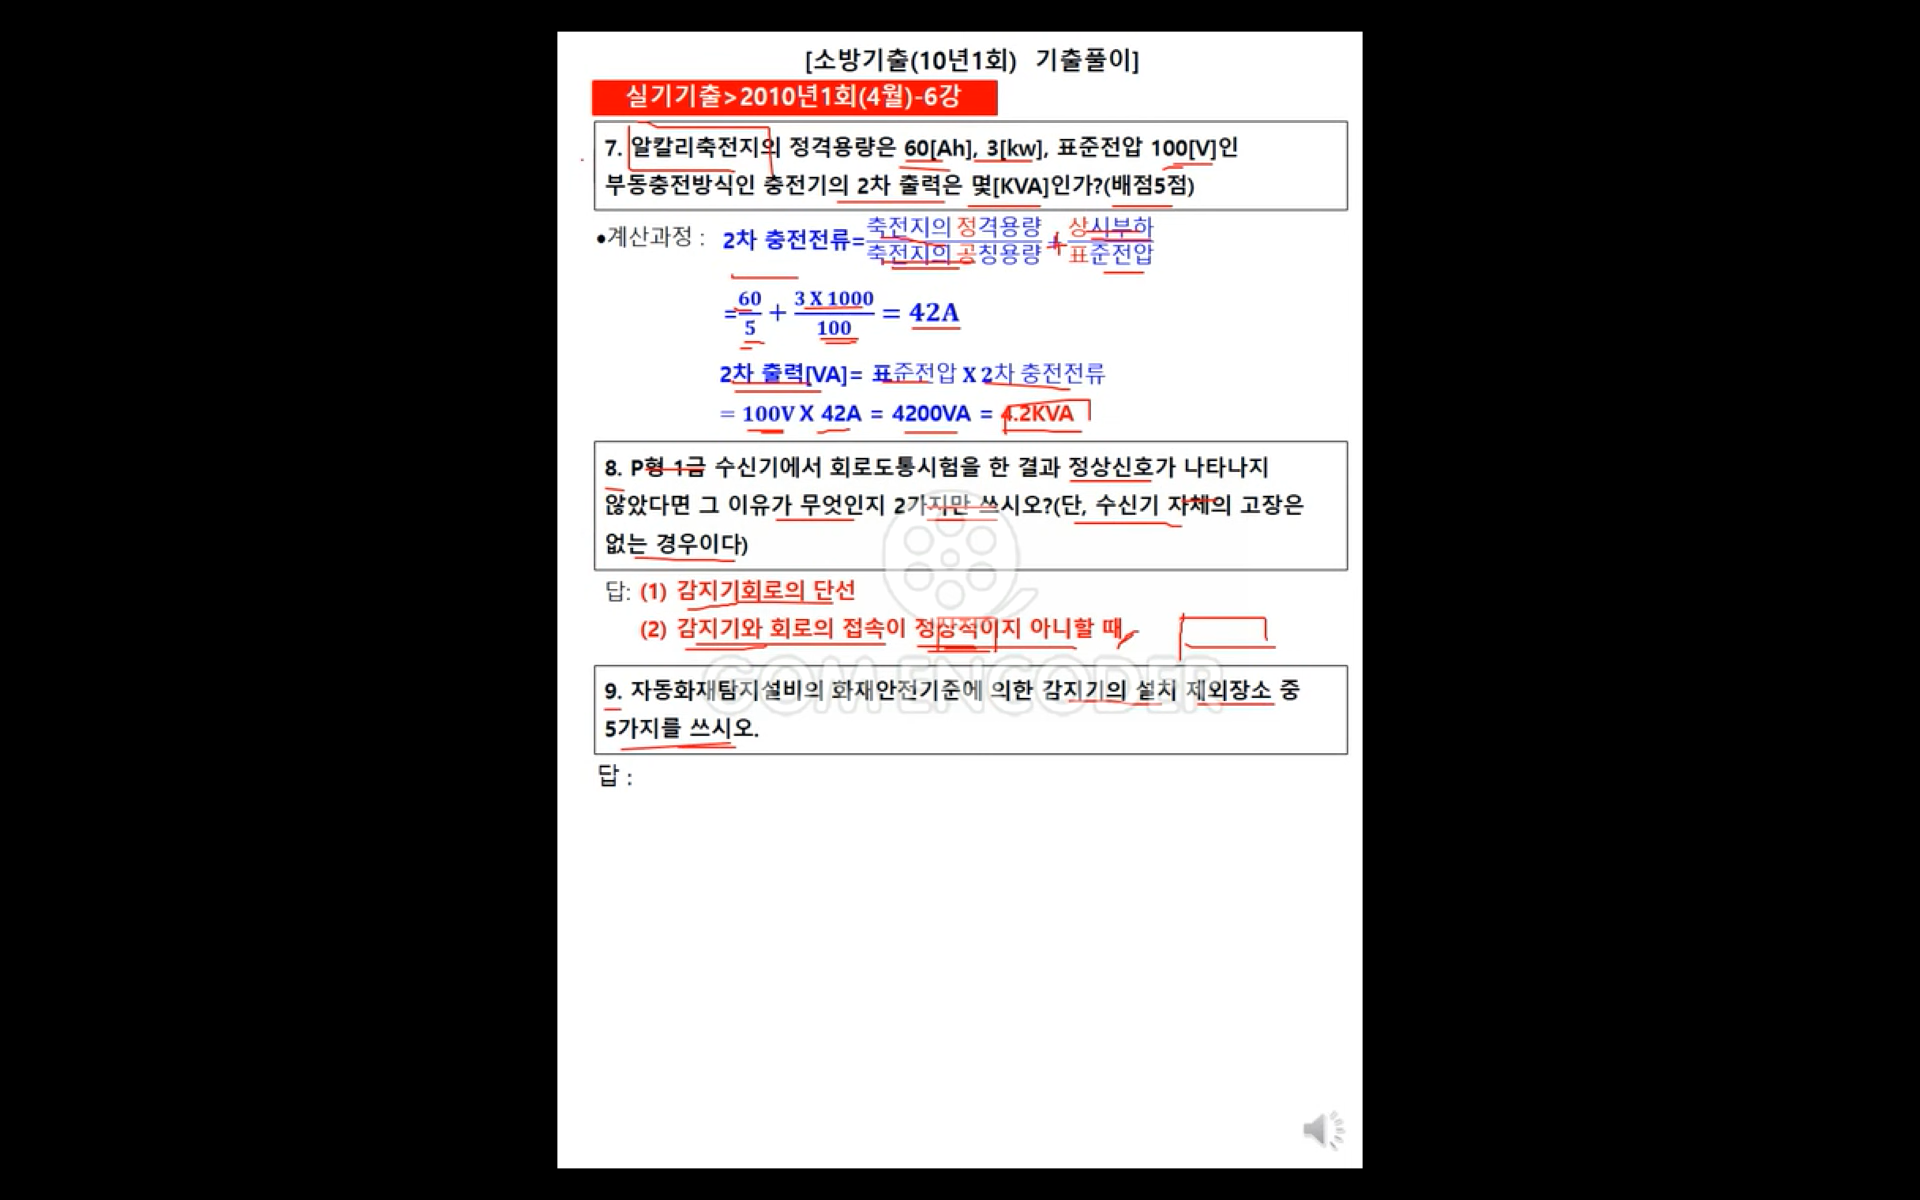 [소방기출(10년1회) 기출풀이]
실기기출>2010년1회(4월)-6강
7. 알칼리축전지의 정격용량은 60[Ah], 3[kw], 표준전압 100[V]인
부동충전방식인 충전기의 2차 출력은 몇[KVA]인가?(배점5점)
•계산과정 : 2차 충전전류=축전지의 정격용량/축전지의 공칭용량 + 상시부하/표준전압
=60/5 + 3 X 1000/100 = 42A
2차 출력[VA]= 표준전압 X 2차 충전전류
= 100V X 42A = 4200VA = 4.2KVA
8. P형 1급 수신기에서 회로도통시험을 한 결과 정상신호가 나타나지
않았다면 그 이유가 무엇인지 2가지만 쓰시오?(단, 수신기 자체의 고장은
없는 경우이다)
답: (1) 감지기회로의 단선
(2) 감지기와 회로의 접속이 정상적이지 아니할 때
GOM ENCODER
9. 자동화재탐지설비의 화재안전기준에 의한 감지기의 설치 제외장소 중
5가지를 쓰시오.
답 :